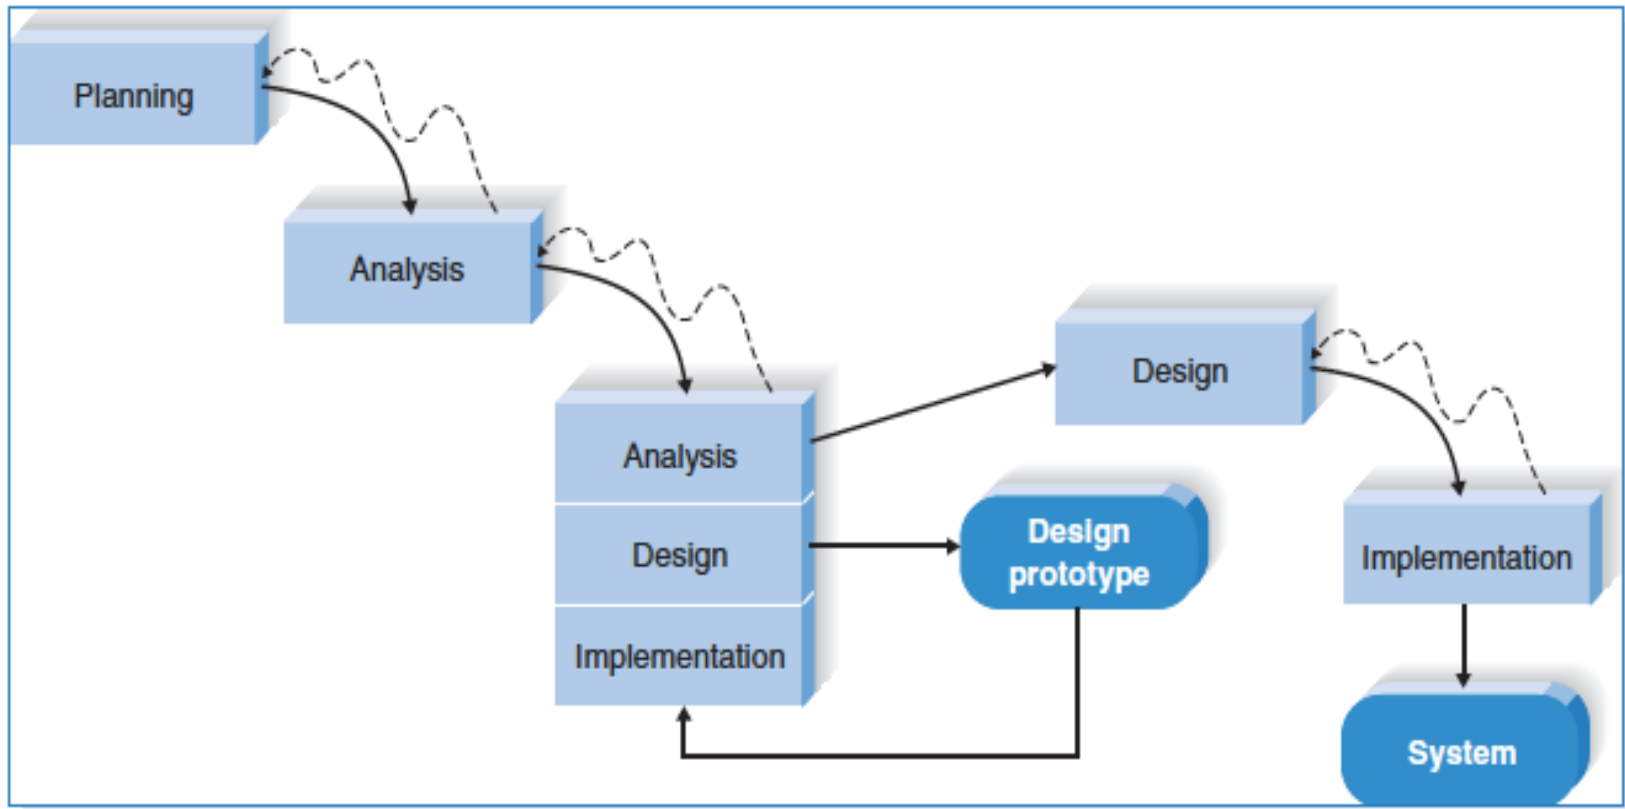 Planning
Analysis
Analysis
Design
Implementation
Design
prototype
Design
Implementation
System